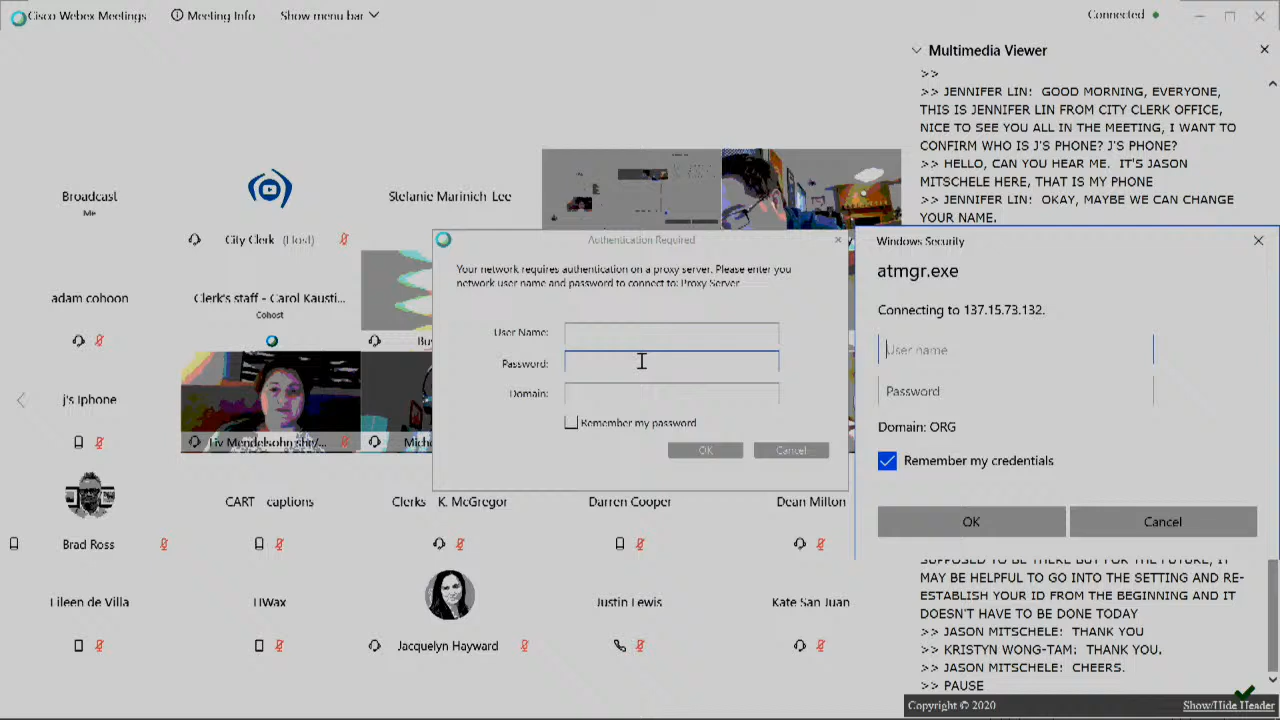 Cisco Webex Meetings
Meeting Info
Show menu bar
Connected
Multimedia Viewer
>>
>> JENNIFER LIN: GOOD MORNING, EVERYONE,
THIS IS JENNIFER LIN FROM CITY CLERK OFFICE,
NICE TO SEE YOU ALL IN THE MEETING, I WANT TO
CONFIRM WHO IS J'S PHONE? J'S PHONE?
>> HELLO, CAN YOU HEAR ME. IT'S JASON
MITSCHELE HERE, THAT IS MY PHONE
>> JENNIFER LIN: OKAY, MAYBE WE CAN CHANGE
YOUR NAME.
Broadcast
Me
City Clerk (Host)
Stefanie Marinich-Lee
adam cohoon
Clerk's staff - Carol Kausti...
Cohost
j's Iphone
Liv Mendelsohn she/...
Authentication Required
Your network requires authentication on a proxy server. Please enter you
network user name and password to connect to: Proxy Server
User Name:
Password:
Domain:
Remember my password
OK
Cancel
Windows Security
atmgr.exe
Connecting to 137.15.73.132.
User name
Password
Domain: ORG
Remember my credentials
OK
Cancel
Brad Ross
CART captions
Clerks K. McGregor
Darren Cooper
Dean Milton
Eileen de Villa
Jacquelyn Hayward
Justin Lewis
Kate San Juan
MAY BE HELPFUL TO GO INTO THE SETTING AND RE-
ESTABLISH YOUR ID FROM THE BEGINNING AND IT
DOESN'T HAVE TO BE DONE TODAY
>> JASON MITSCHELE: THANK YOU
>> KRISTYN WONG-TAM: THANK YOU.
>> JASON MITSCHELE: CHEERS.
>> PAUSE
Copyright © 2020
Show/Hide Header